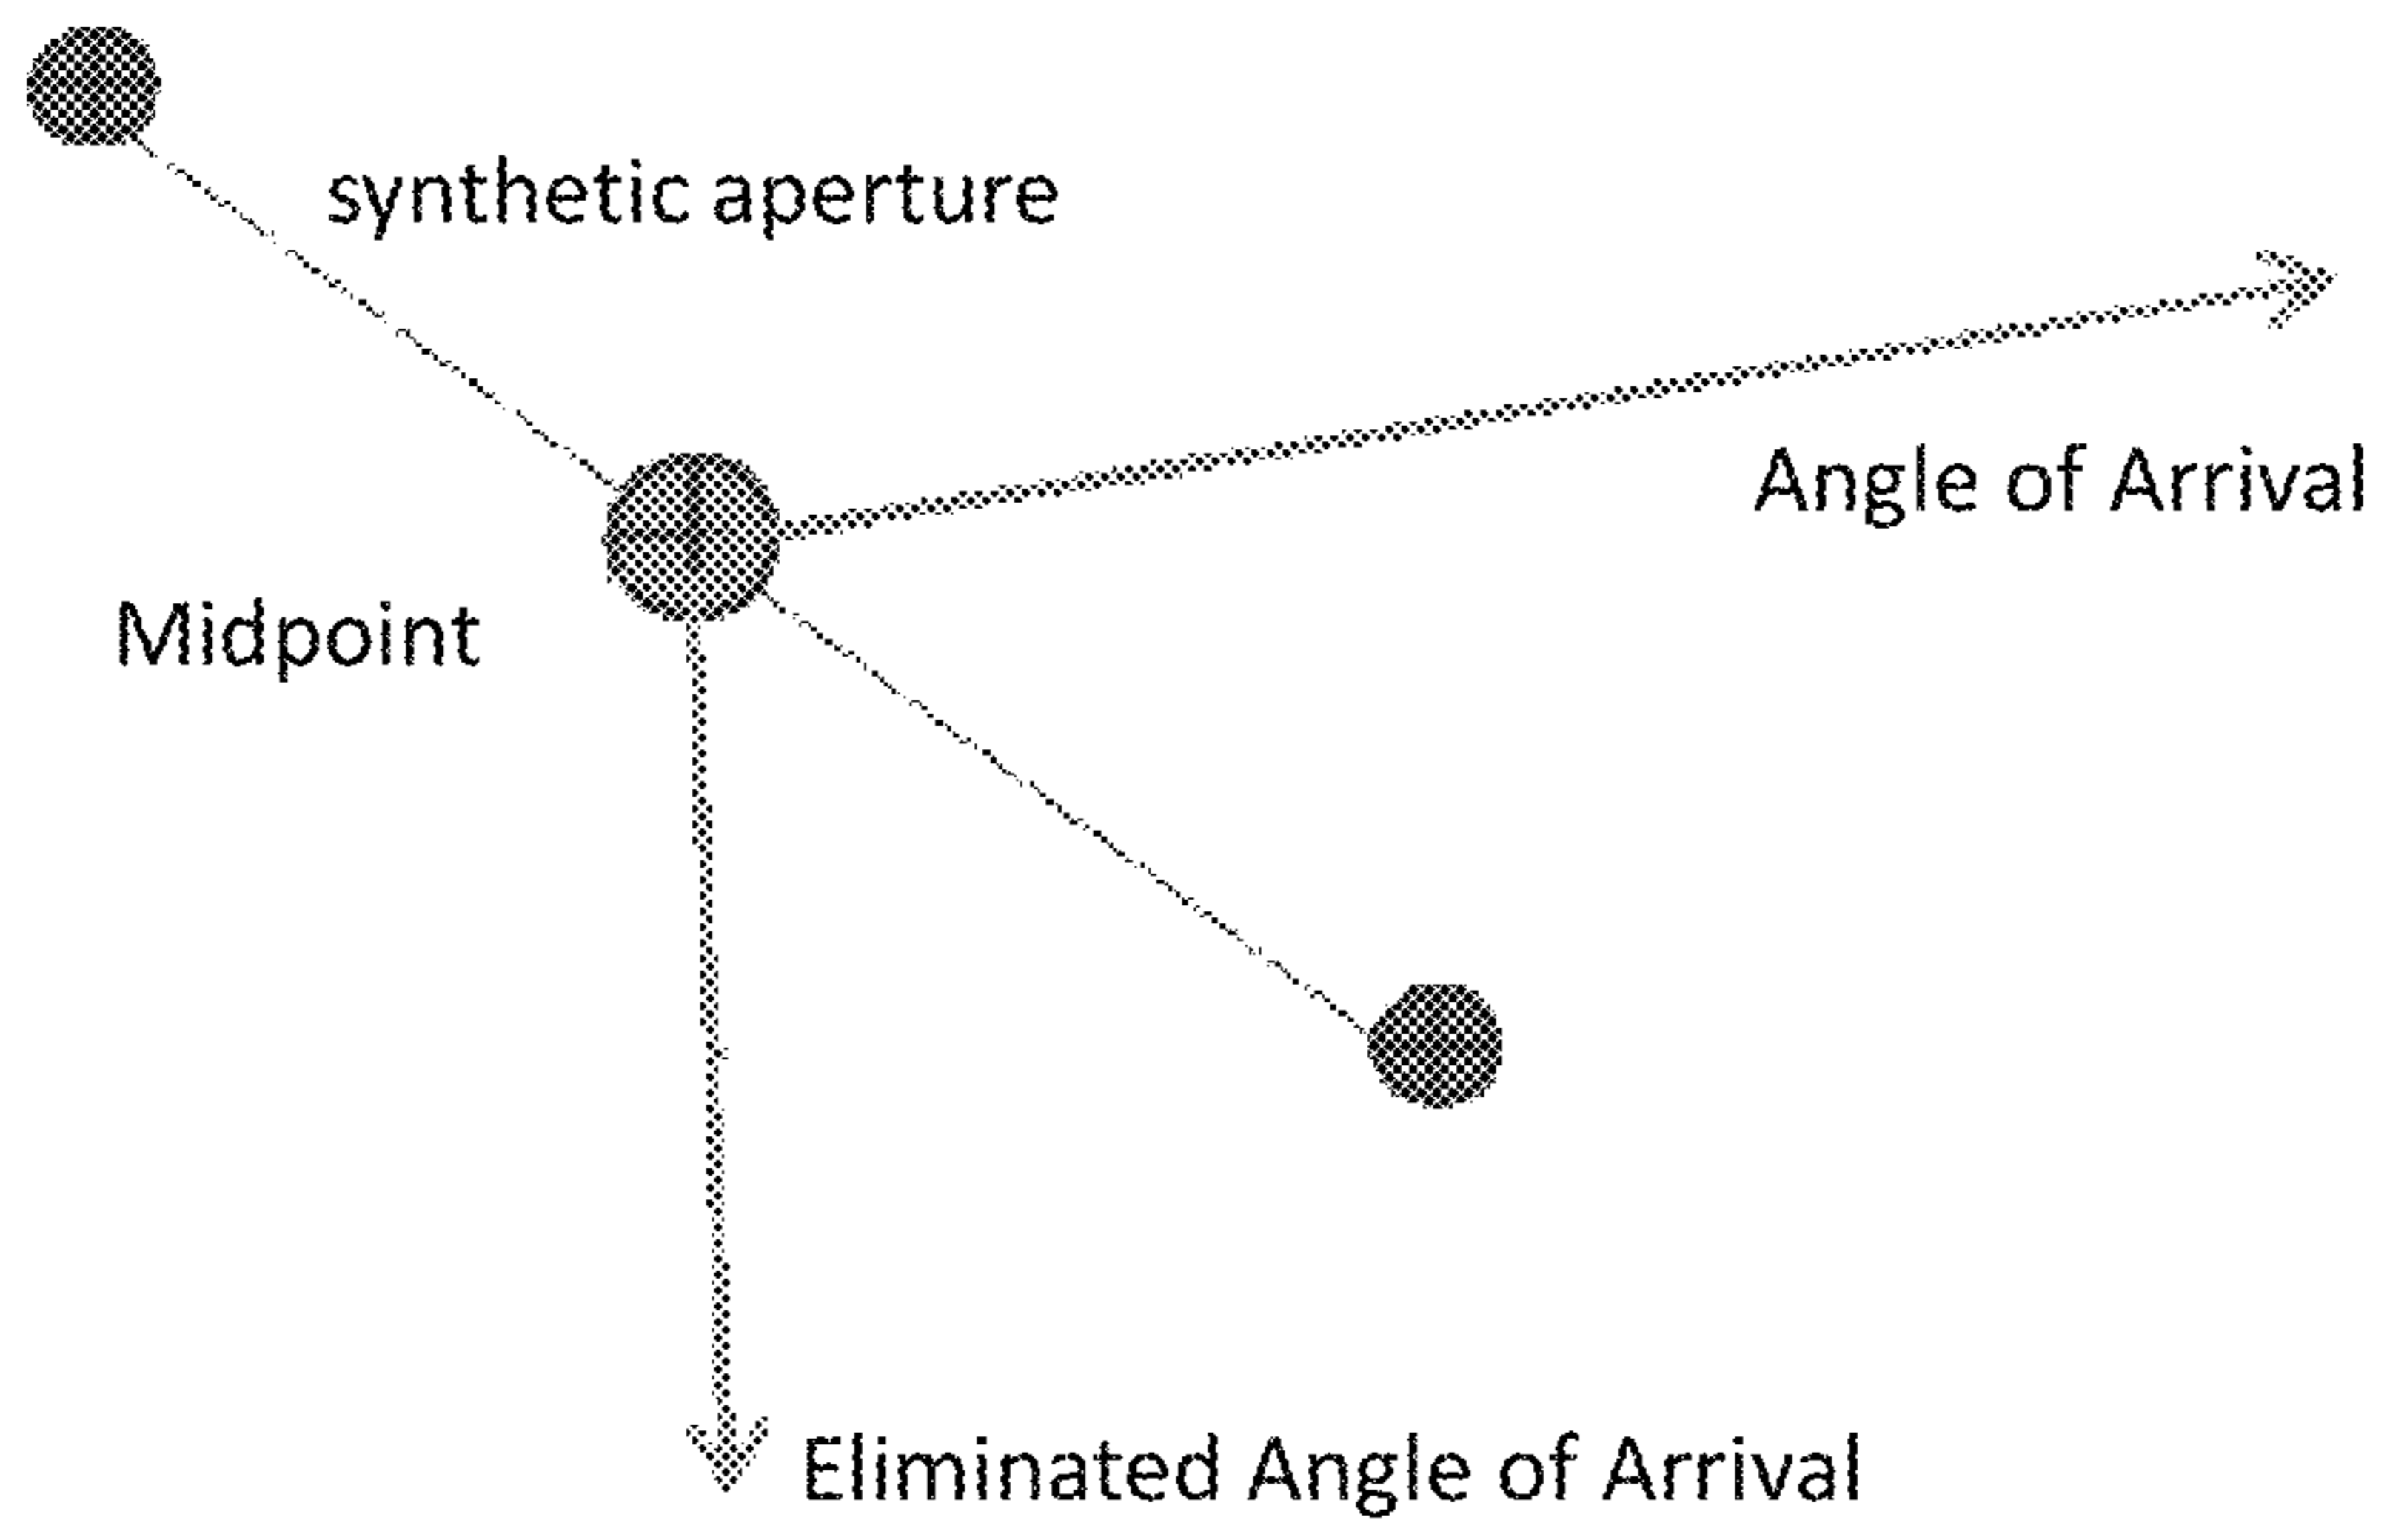 synthetic aperture
Angle of Arrival
Midpoint
Eliminated Angle of Arrival